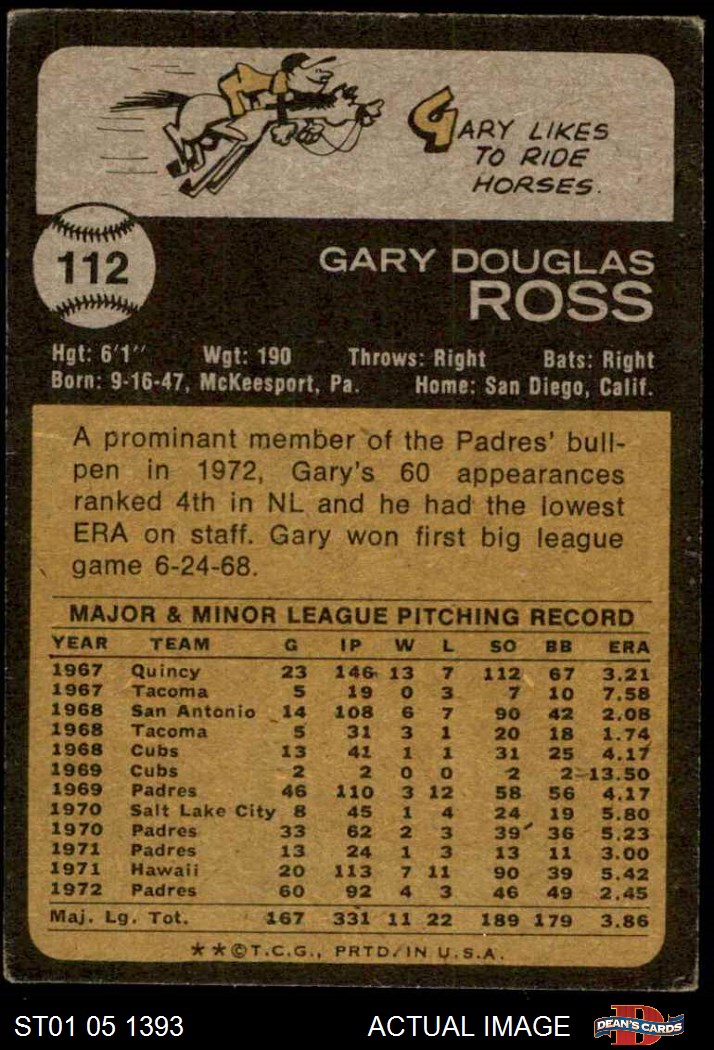 GARY LIKES
TO RIDE
HORSES.
112
GARY DOUGLAS
ROSS
Hgt: 6'1" Wgt: 190 Throws: Right Bats: Right
Born: 9-16-47, McKeesport, Pa. Home: San Diego, Calif.
A prominant member of the Padres' bull-
pen in 1972, Gary's 60 appearances
ranked 4th in NL and he had the lowest
ERA on staff. Gary won first big league
game 6-24-68.
MAJOR & MINOR LEAGUE PITCHING RECORD
YEAR TEAM G IP W L SO BB ERA
1967 Quincy 23 146 13 7 112 67 3.21
1967 Tacoma 5 19 0 3 7 10 7.58
1968 San Antonio 14 108 6 7 90 42 2.08
1968 Tacoma 5 31 3 1 20 18 1.74
1968 Cubs 13 41 1 1 31 25 4.17
1969 Cubs 2 2 0 0 2 2 13.50
1969 Padres 46 110 3 12 58 56 4.17
1970 Salt Lake City 8 45 1 4 24 19 5.80
1970 Padres 33 62 2 3 39 36 5.23
1971 Padres 13 24 1 3 13 11 3.00
1971 Hawaii 20 113 7 11 90 39 5.42
1972 Padres 60 92 4 3 46 49 2.45
Maj. Lg. Tot. 167 331 11 22 189 179 3.86
**©T.C.G., PRTD. IN U.S.A.
ST01 05 1393 ACTUAL IMAGE D DEAN'S CARDS